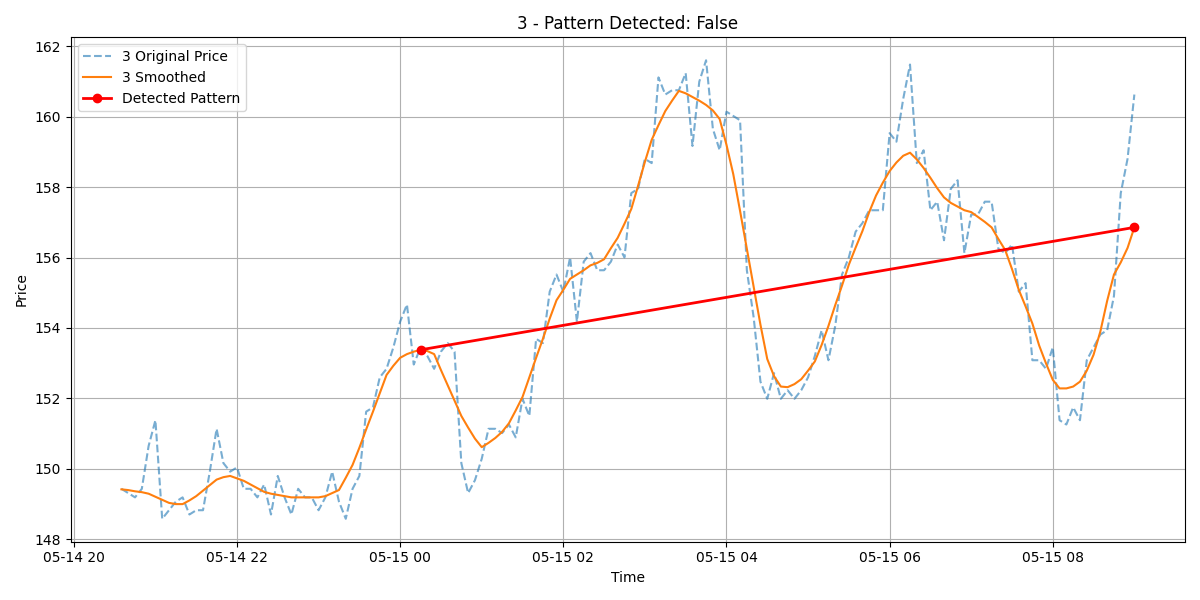 3 - Pattern Detected: False
3 Original Price
3 Smoothed
Detected Pattern
Price
162
160
158
156
154
152
150
148
05-14 20
05-14 22
05-15 00
05-15 02
05-15 04
05-15 06
05-15 08
Time